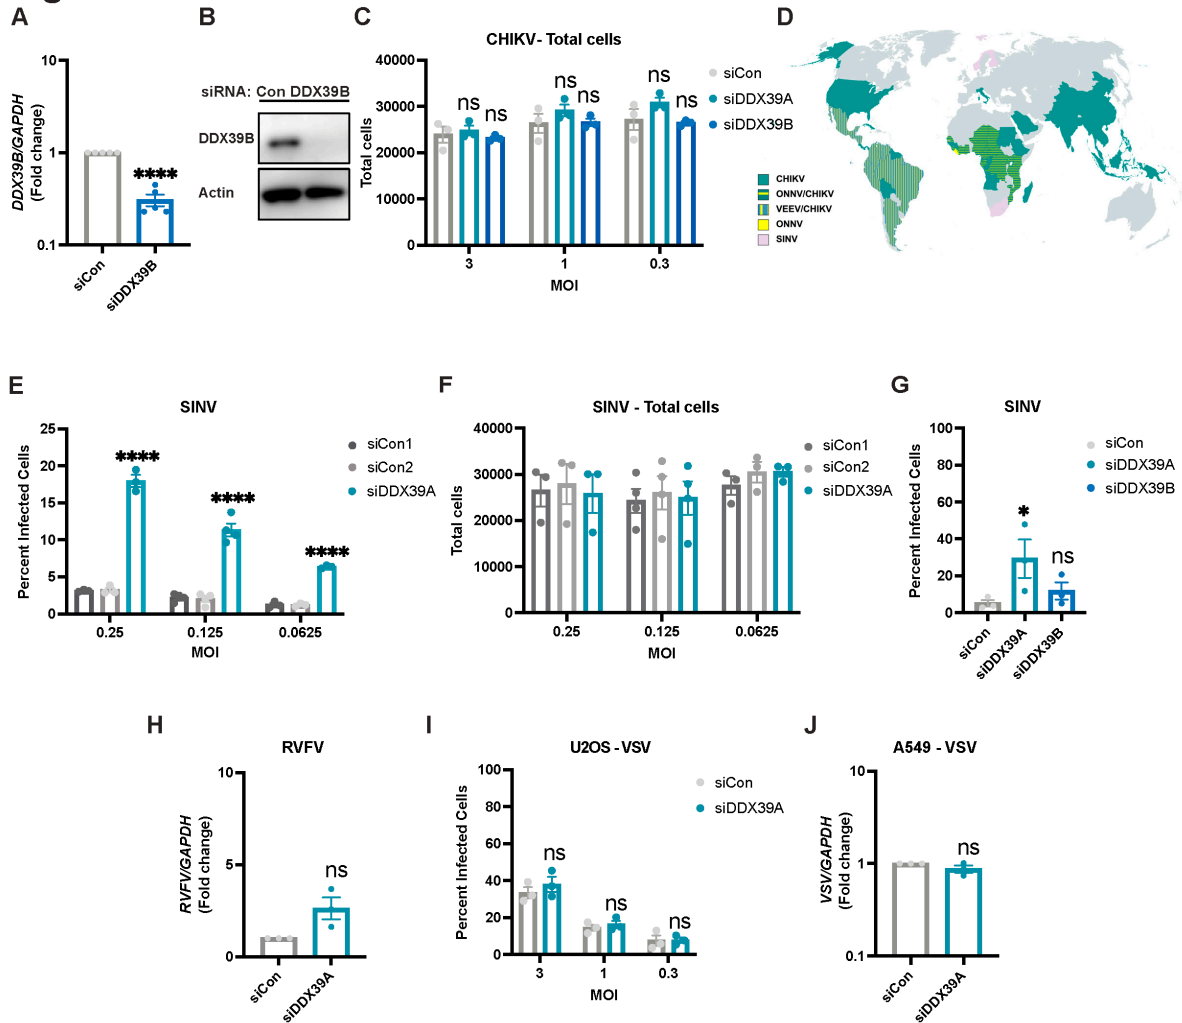 A
DDX39B/GAPDH
(Fold change)
10
1
0.1
****
siCon
siDDX39B
B
siRNA: Con DDX39B
DDX39B
Actin
C
CHIKV- Total cells
Total cells
40000
30000
20000
10000
0
ns
ns
ns
ns
ns
ns
3
1
0.3
MOI
siCon
siDDX39A
siDDX39B
D
CHIKV
ONNV/CHIKV
VEEV/CHIKV
ONNV
SINV
E
SINV
Percent Infected Cells
25
20
15
10
5
0
****
****
****
0.25
0.125
0.0625
MOI
siCon1
siCon2
siDDX39A
F
SINV - Total cells
Total cells
40000
30000
20000
10000
0
0.25
0.125
0.0625
MOI
siCon1
siCon2
siDDX39A
G
SINV
Percent Infected Cells
100
80
60
40
20
0
*
ns
siCon
siDDX39A
siDDX39B
siCon
siDDX39A
siDDX39B
H
RVFV
RVFV/GAPDH
(Fold change)
10
5
0
ns
siCon
siDDX39A
I
U2OS - VSV
Percent Infected Cells
100
80
60
40
20
0
ns
ns
ns
3
1
0.3
MOI
siCon
siDDX39A
J
A549 - VSV
VSV/GAPDH
(Fold change)
10
1
0.1
ns
siCon
siDDX39A